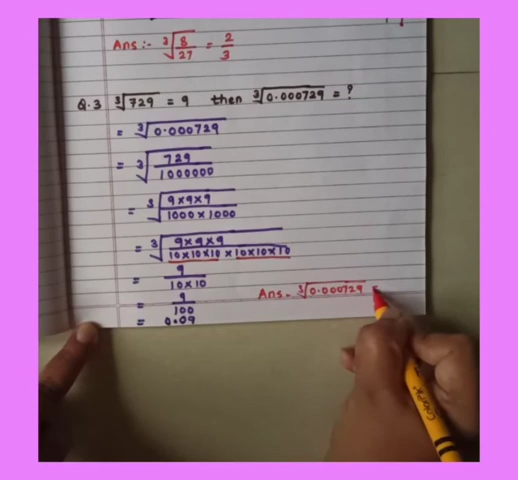 Ans :- ∛(8/27) = 2/3
Q.3 ∛729 = 9 then ∛0.000729 = ?
= ∛0.000729
= ∛(729/1000000)
= ∛(9×9×9/1000×1000)
= ∛(9×9×9/10×10×10×10×10×10)
= 9/10×10
= 9/100
= 0.09
Ans - ∛0.000729 =